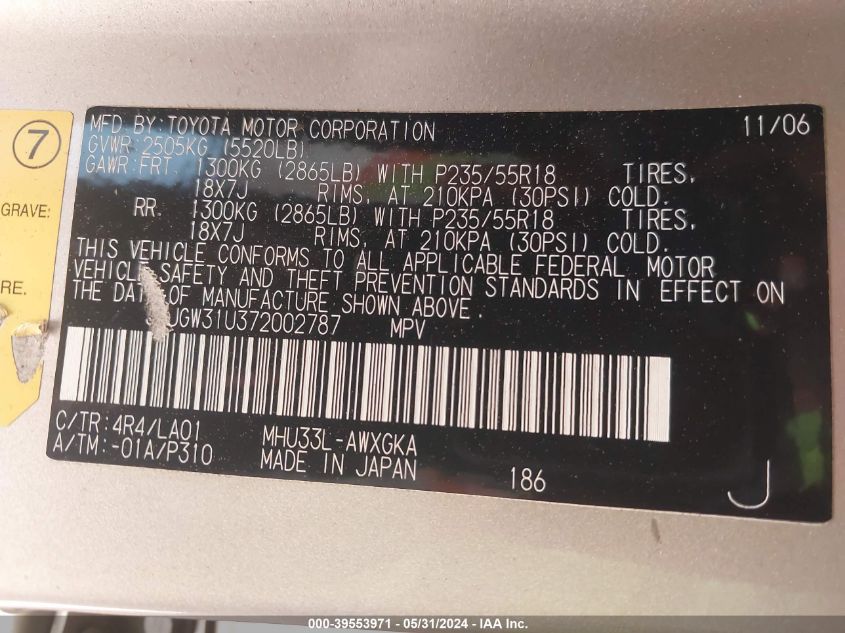 7
GRAVE:
RE.
MFD BY:TOYOTA MOTOR CORPORATION 11/06
GVWR:2505KG (5520LB)
GAWR:FRT. 1300KG (2865LB) WITH P235/55R18 TIRES,
18X7J RIMS, AT 210KPA (30PSI) COLD.
RR. 1300KG (2865LB) WITH P235/55R18 TIRES,
18X7J RIMS, AT 210KPA (30PSI) COLD.
THIS VEHICLE CONFORMS TO ALL APPLICABLE FEDERAL MOTOR
VEHICLE SAFETY AND THEFT PREVENTION STANDARDS IN EFFECT ON
THE DATE OF MANUFACTURE SHOWN ABOVE.
GW31U372002787 MPV
C/TR:4R4/LA01 MHU33L-AWXGKA
A/TM:-01A/P310 MADE IN JAPAN 186 J
000-39553971 - 05/31/2024 - IAA Inc.